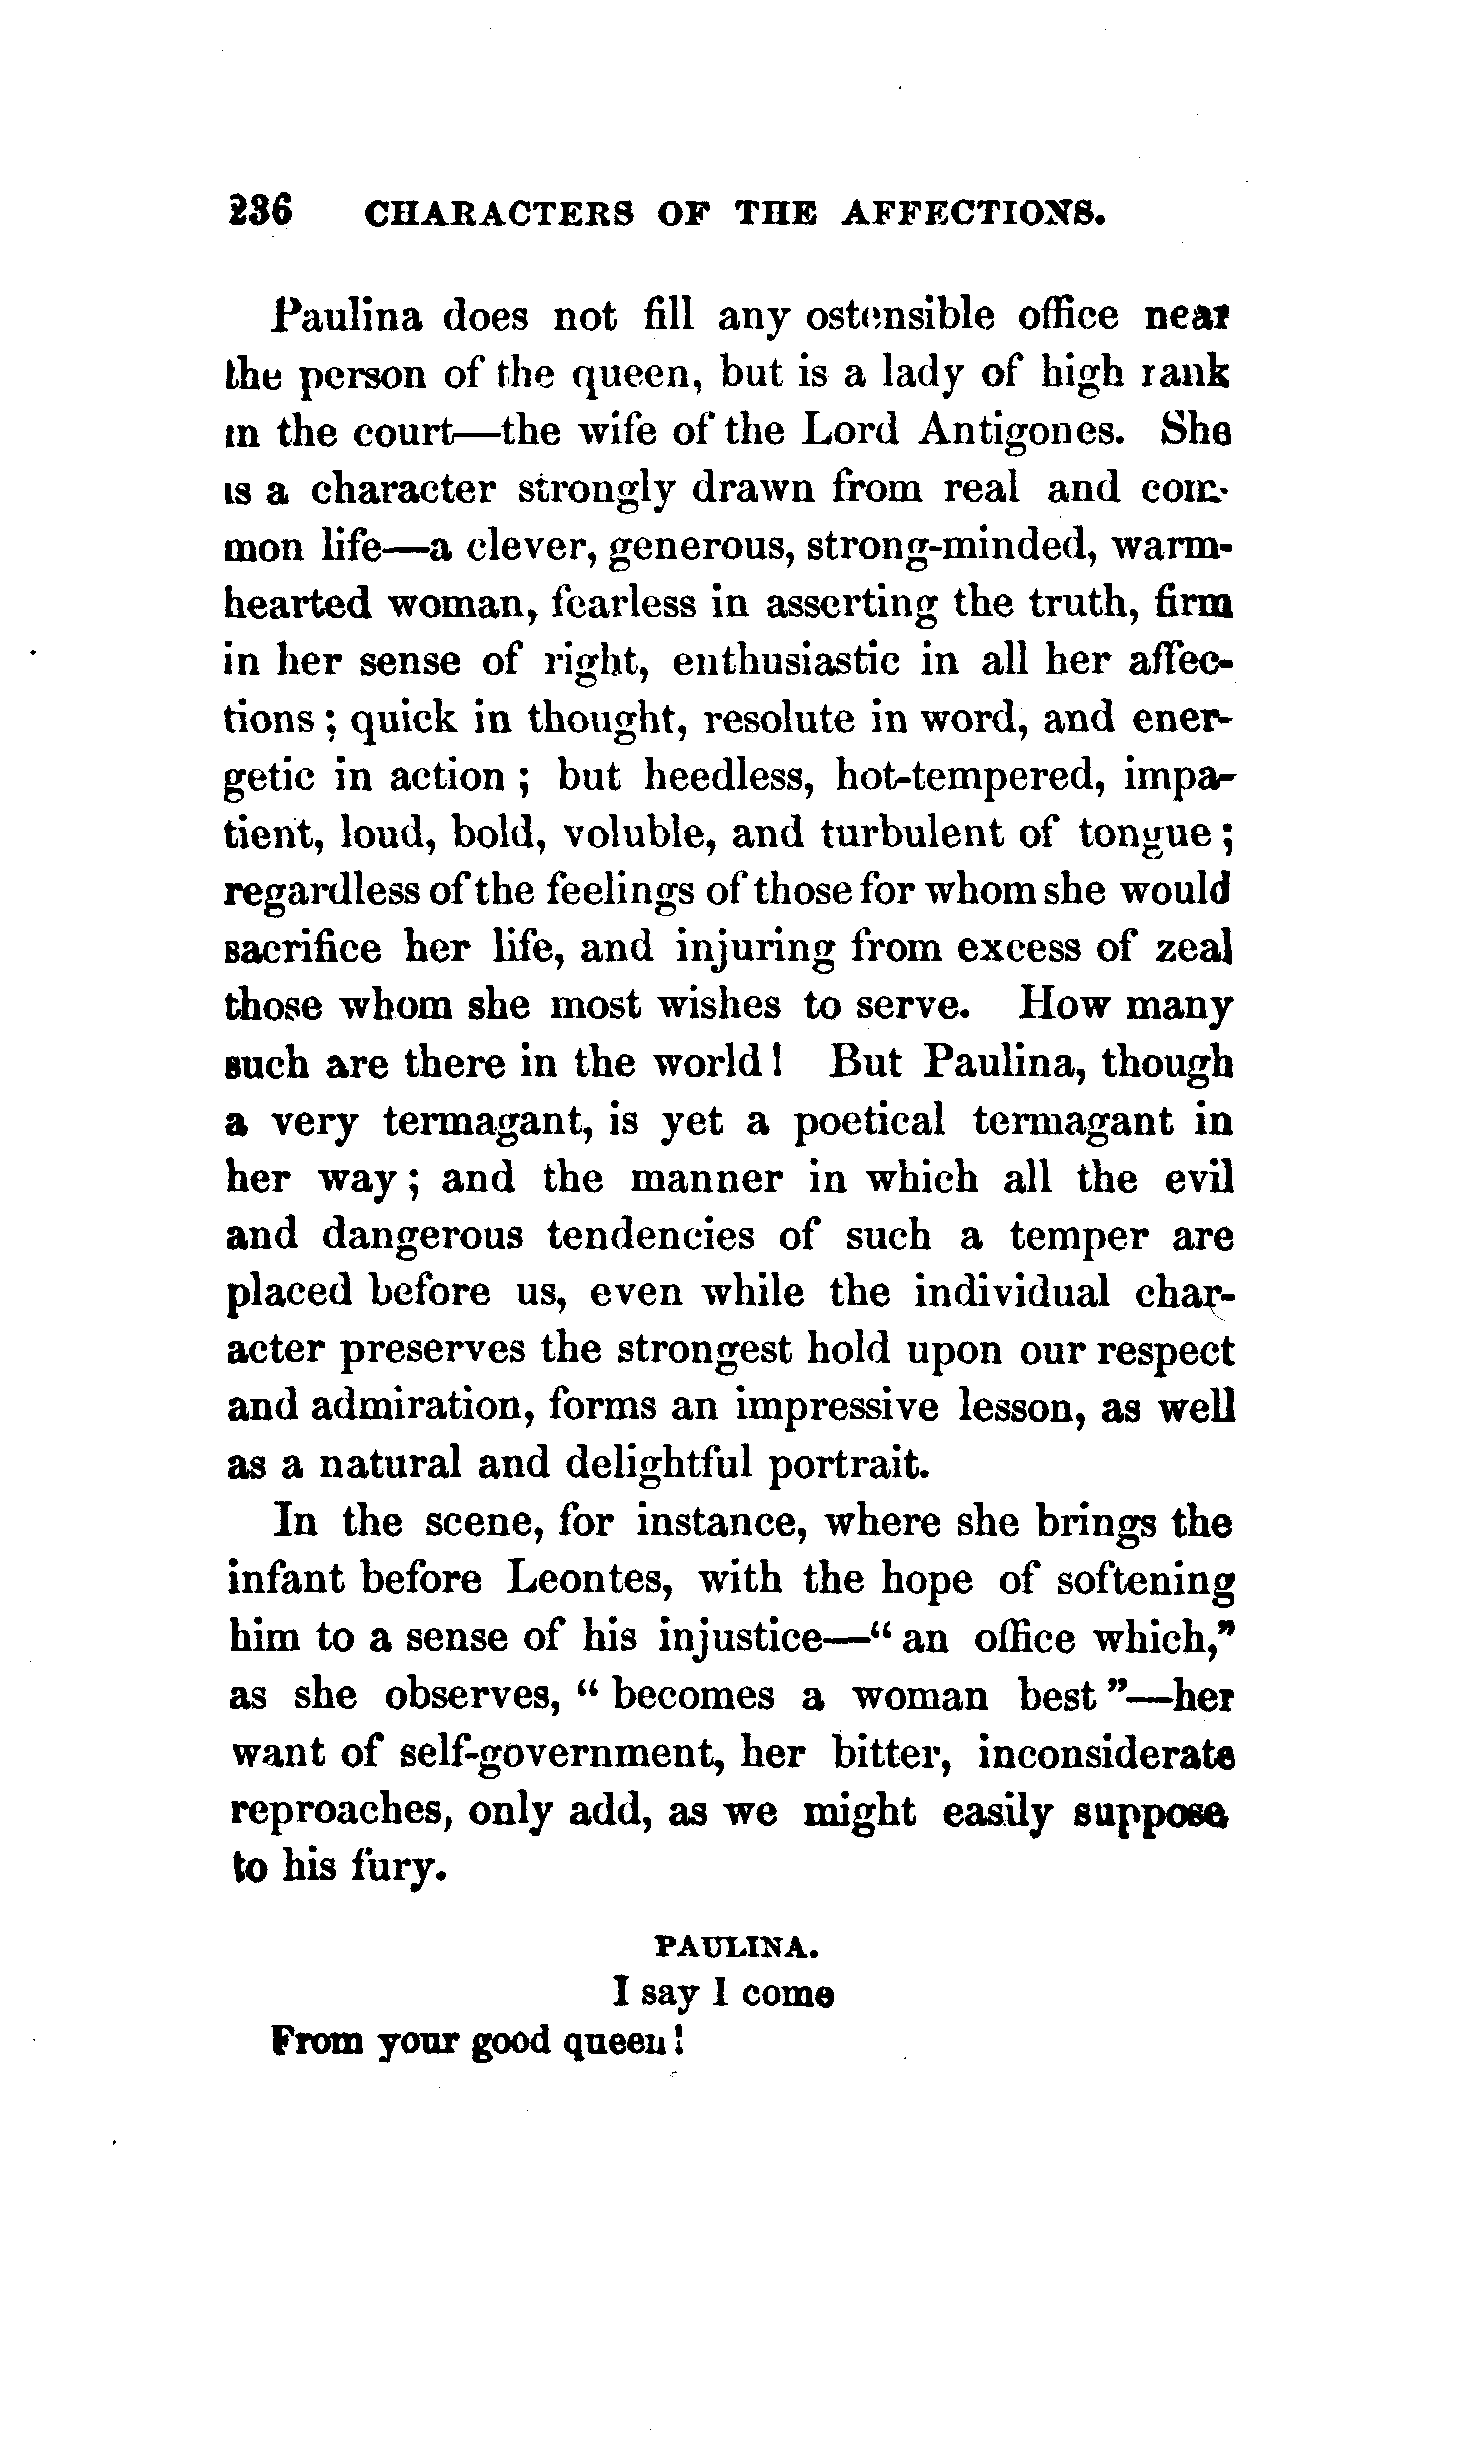 236 CHARACTERS OF THE AFFECTIONS.
Paulina does not fill any ostensible office near
the person of the queen, but is a lady of high rank
in the court—the wife of the Lord Antigones. She
is a character strongly drawn from real and com-
mon life—a clever, generous, strong-minded, warm-
hearted woman, fearless in asserting the truth, firm
in her sense of right, enthusiastic in all her affec-
tions; quick in thought, resolute in word, and ener-
getic in action; but heedless, hot-tempered, impa-
tient, loud, bold, voluble, and turbulent of tongue;
regardless of the feelings of those for whom she would
sacrifice her life, and injuring from excess of zeal
those whom she most wishes to serve. How many
such are there in the world! But Paulina, though
a very termagant, is yet a poetical termagant in
her way; and the manner in which all the evil
and dangerous tendencies of such a temper are
placed before us, even while the individual char-
acter preserves the strongest hold upon our respect
and admiration, forms an impressive lesson, as well
as a natural and delightful portrait.
In the scene, for instance, where she brings the
infant before Leontes, with the hope of softening
him to a sense of his injustice—“an office which,”
as she observes, “becomes a woman best”—her
want of self-government, her bitter, inconsiderate
reproaches, only add, as we might easily suppose
to his fury.
PAULINA.
I say I come
From your good queen!